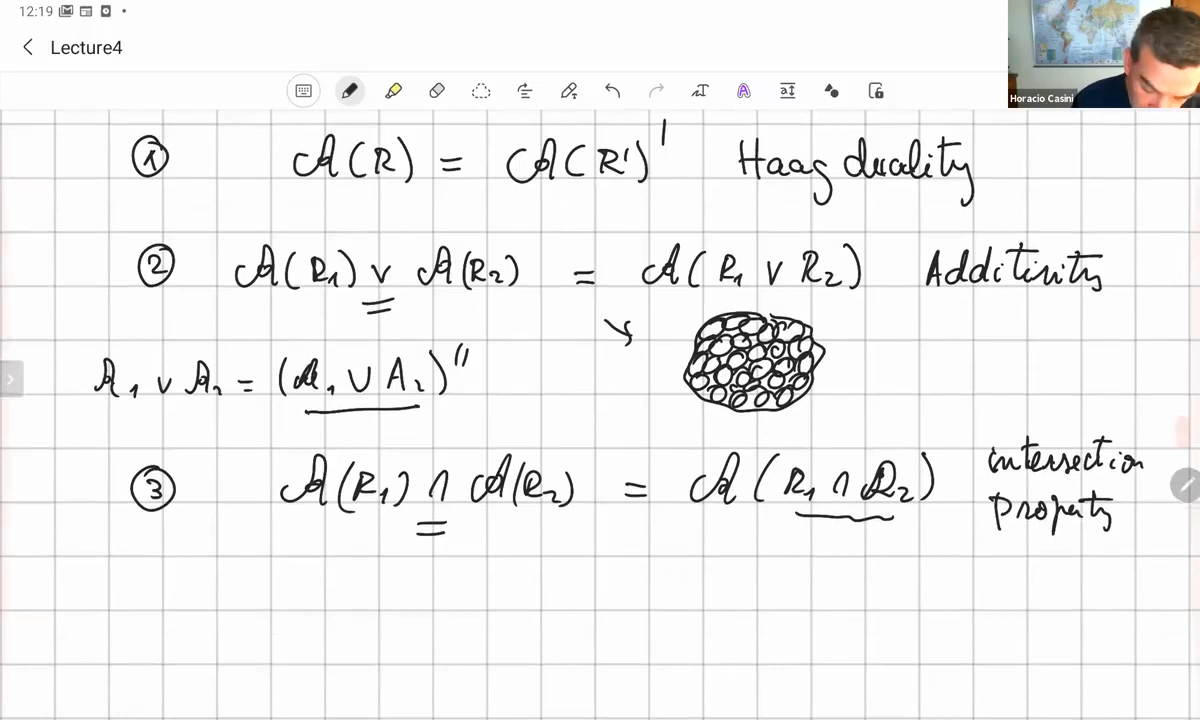 12:19
Lecture4
Horacio Casini
① 𝒜(R) = 𝒜(R')' Haag duality
② 𝒜(R₁) ∨ 𝒜(R₂) = 𝒜(R₁ ∨ R₂) Additivity
𝒜₁ ∨ 𝒜₂ = (𝒜₁ ∪ A₂)''
③ 𝒜(R₁) ∩ 𝒜(R₂) = 𝒜(R₁ ∩ R₂) intersection
property